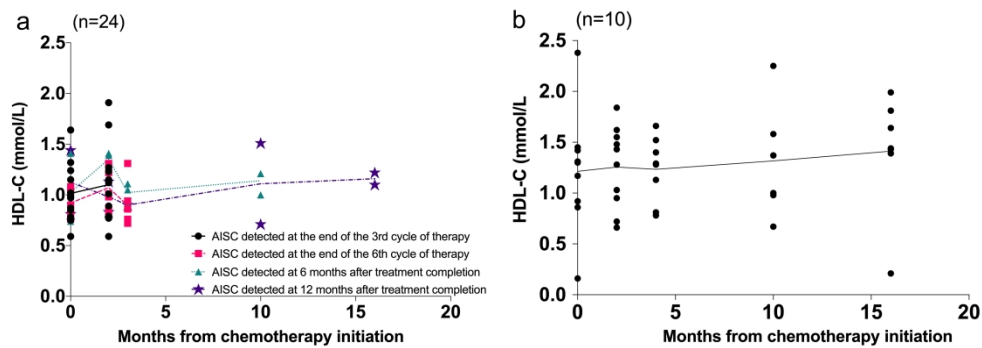 a
(n=24)
2.5
2.0
1.5
1.0
0.5
0.0
HDL-C (mmol/L)
AISC detected at the end of the 3rd cycle of therapy
AISC detected at the end of the 6th cycle of therapy
AISC detected at 6 months after treatment completion
AISC detected at 12 months after treatment completion
0 5 10 15 20
Months from chemotherapy initiation
b
(n=10)
2.5
2.0
1.5
1.0
0.5
0.0
HDL-C (mmol/L)
0 5 10 15 20
Months from chemotherapy initiation